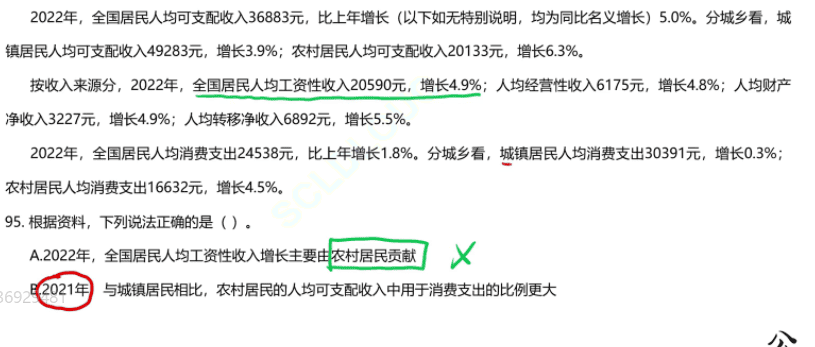 2022年，全国居民人均可支配收入36883元，比上年增长（以下如无特别说明，均为同比名义增长）5.0%。分城乡看，城
镇居民人均可支配收入49283元，增长3.9%；农村居民人均可支配收入20133元，增长6.3%。
按收入来源分，2022年，全国居民人均工资性收入20590元，增长4.9%；人均经营性收入6175元，增长4.8%；人均财产
净收入3227元，增长4.9%；人均转移净收入6892元，增长5.5%。
2022年，全国居民人均消费支出24538元，比上年增长1.8%。分城乡看，城镇居民人均消费支出30391元，增长0.3%；
农村居民人均消费支出16632元，增长4.5%。
95. 根据资料，下列说法正确的是（ ）。
A.2022年，全国居民人均工资性收入增长主要由农村居民贡献
B.2021年，与城镇居民相比，农村居民的人均可支配收入中用于消费支出的比例更大